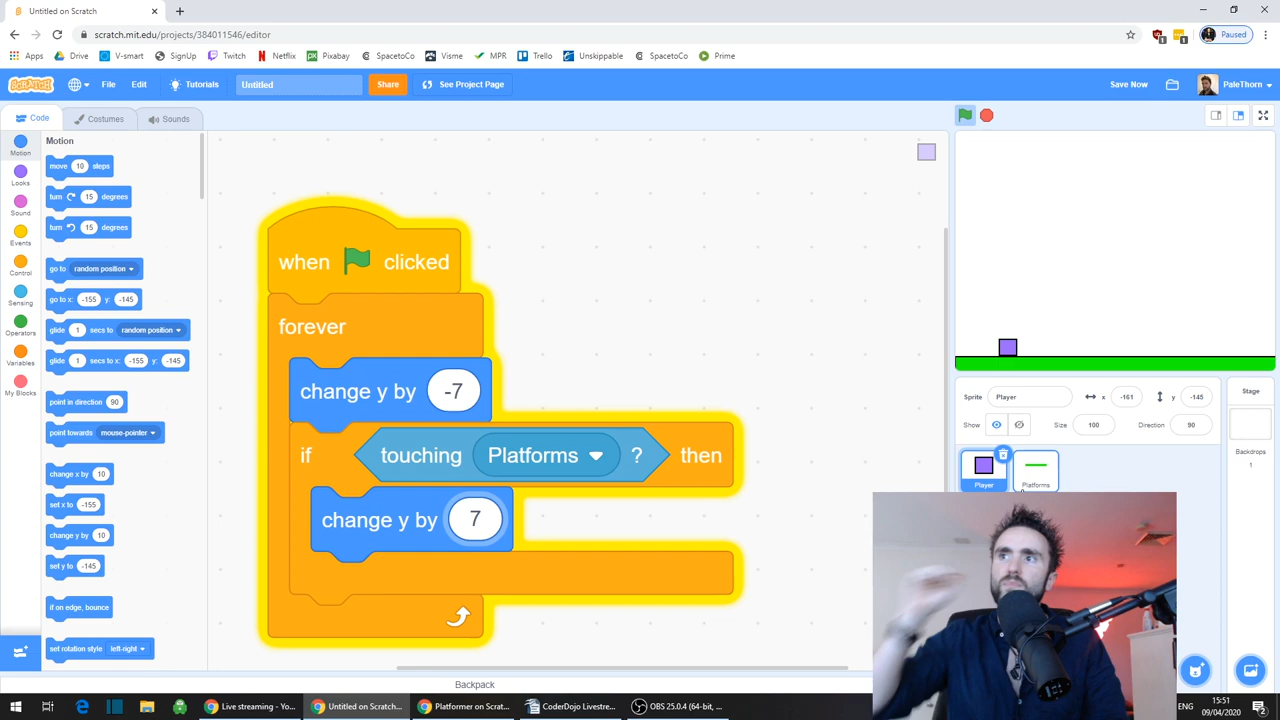 Untitled on Scratch
scratch.mit.edu/projects/384011546/editor
Paused
Apps Drive V-smart SignUp Twitch Netflix Pixabay SpacetoCo Visme MPR Trello Unskippable SpacetoCo Prime
SCRATCH File Edit Tutorials Untitled Share See Project Page Save Now PaleThorn
Code Costumes Sounds
Motion
Looks
Sound
Events
Control
Sensing
Operators
Variables
My Blocks
Motion
move 10 steps
turn 15 degrees
turn 15 degrees
go to random position
go to x: -155 y: -145
glide 1 secs to random position
glide 1 secs to x: -155 y: -145
point in direction 90
point towards mouse-pointer
change x by 10
set x to -155
change y by 10
set y to -145
if on edge, bounce
set rotation style left-right
when clicked
forever
change y by -7
if touching Platforms ? then
change y by 7
Sprite Player x -161 y -145
Show Size 100 Direction 90
Player Platforms
Stage
Backdrops
1
Backpack
Live streaming - Yo...
Untitled on Scratch...
Platformer on Scrat...
CoderDojo Livestre...
OBS 25.0.4 (64-bit, ...
ENG
15:51
09/04/2020
2